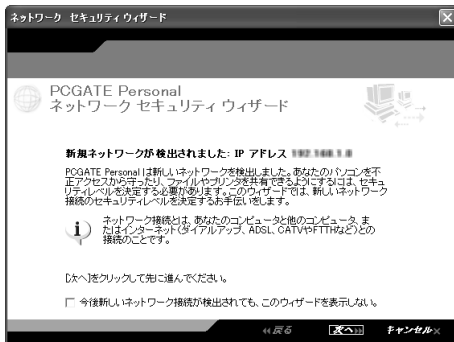 ネットワーク セキュリティ ウィザード
PCGATE Personal
ネットワーク セキュリティ ウィザード
新規ネットワークが検出されました: IP アドレス
PCGATE Personalは新しいネットワークを検出しました。あなたのパソコンを不
正アクセスから守ったり、ファイルやプリンタを共有できるようにするには、セキュ
リティレベルを決定する必要があります。このウィザードでは、新しいネットワーク
接続のセキュリティレベルを決定するお手伝いをします。
ネットワーク接続とは、あなたのコンピュータと他のコンピュータ、ま
たはインターネット(ダイアルアップ、ADSL、CATVやFTTHなど)との
接続のことです。
[次へ]をクリックして先に進んでください。
今後新しいネットワーク接続が検出されても、このウィザードを表示しない。
戻る 次へ キャンセル